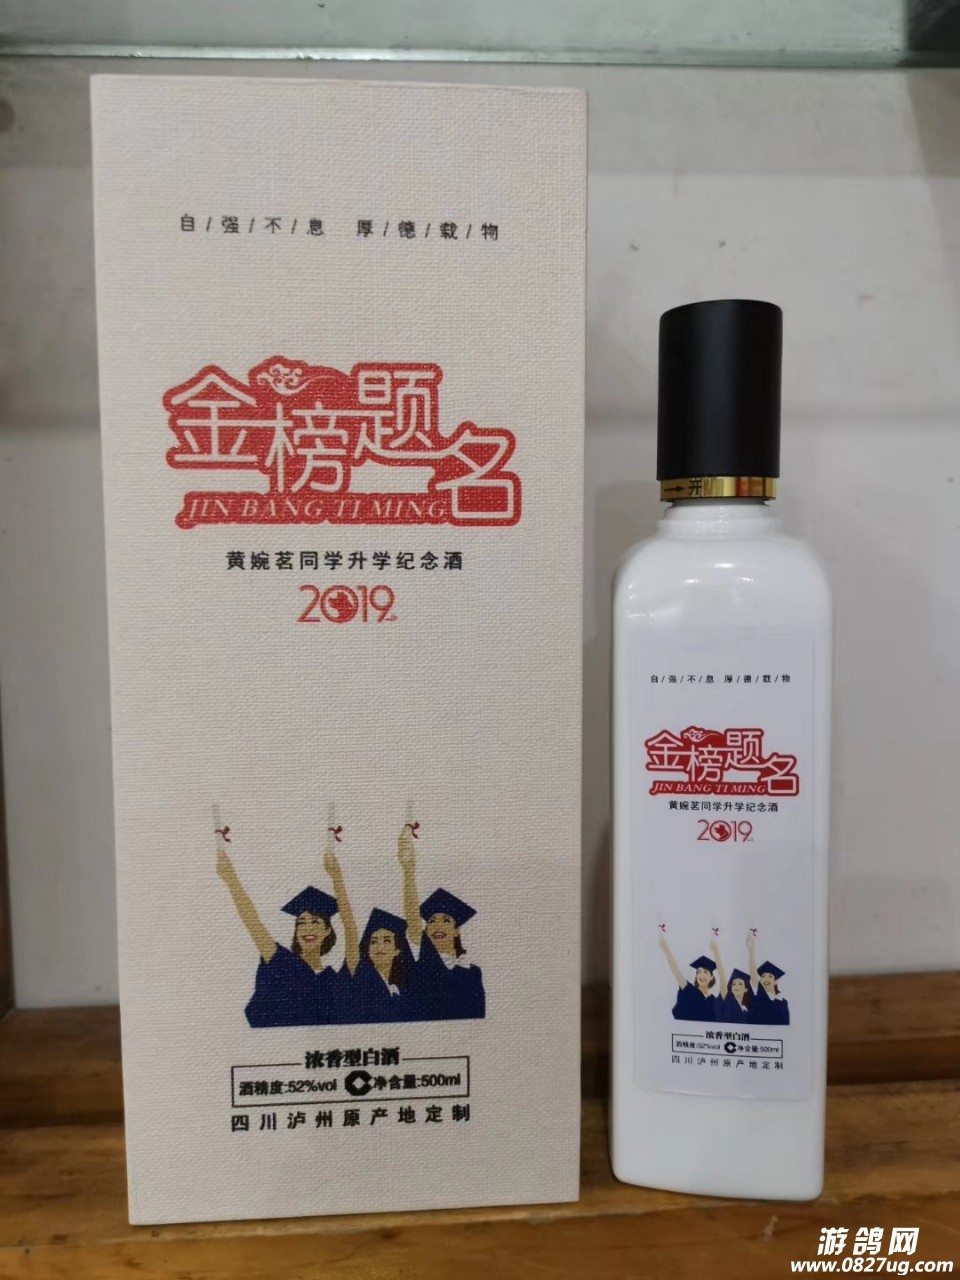 自/强/不/息 厚/德/载/物
金榜题名
JIN BANG TI MING
黄婉茗同学升学纪念酒
2019
浓香型白酒
酒精度:52%vol 净含量:500ml
四川泸州原产地定制
开
自/强/不/息 厚/德/载/物
金榜题名
JIN BANG TI MING
黄婉茗同学升学纪念酒
2019
浓香型白酒
酒精度:52%vol 净含量:500ml
四川泸州原产地定制
游鸽网
www.0827ug.com